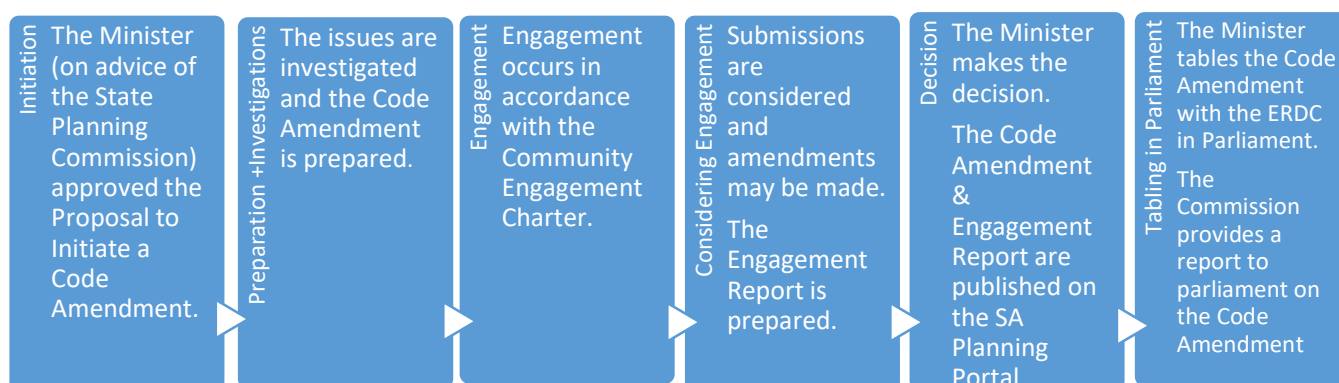 Initiation
The Minister
(on advice of
the State
Planning
Commission)
approved the
Proposal to
Initiate a
Code
Amendment.
Preparation +Investigations
The issues are
investigated
and the Code
Amendment
is prepared.
Engagement
Engagement
occurs in
accordance
with the
Community
Engagement
Charter.
Considering Engagement
Submissions
are
considered
and
amendments
may be made.
The
Engagement
Report is
prepared.
Decision
The Minister
makes the
decision.
The Code
Amendment
&
Engagement
Report are
published on
the SA
Planning
Portal
Tabling in Parliament
The Minister
tables the Code
Amendment
with the ERDC
in Parliament.
The
Commission
provides a
report to
parliament on
the Code
Amendment